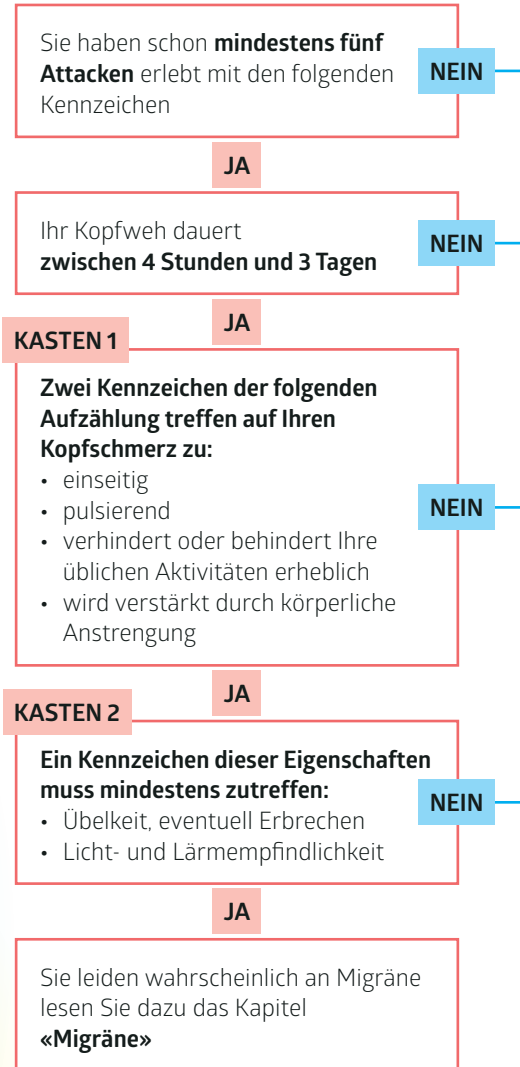 Sie haben schon mindestens fünf
Attacken erlebt mit den folgenden
Kennzeichen
NEIN
JA
Ihr Kopfweh dauert
zwischen 4 Stunden und 3 Tagen
NEIN
JA
KASTEN 1
Zwei Kennzeichen der folgenden
Aufzählung treffen auf Ihren
Kopfschmerz zu:
• einseitig
• pulsierend
• verhindert oder behindert Ihre
üblichen Aktivitäten erheblich
• wird verstärkt durch körperliche
Anstrengung
NEIN
JA
KASTEN 2
Ein Kennzeichen dieser Eigenschaften
muss mindestens zutreffen:
• Übelkeit, eventuell Erbrechen
• Licht- und Lärmempfindlichkeit
NEIN
JA
Sie leiden wahrscheinlich an Migräne
lesen Sie dazu das Kapitel
«Migräne»